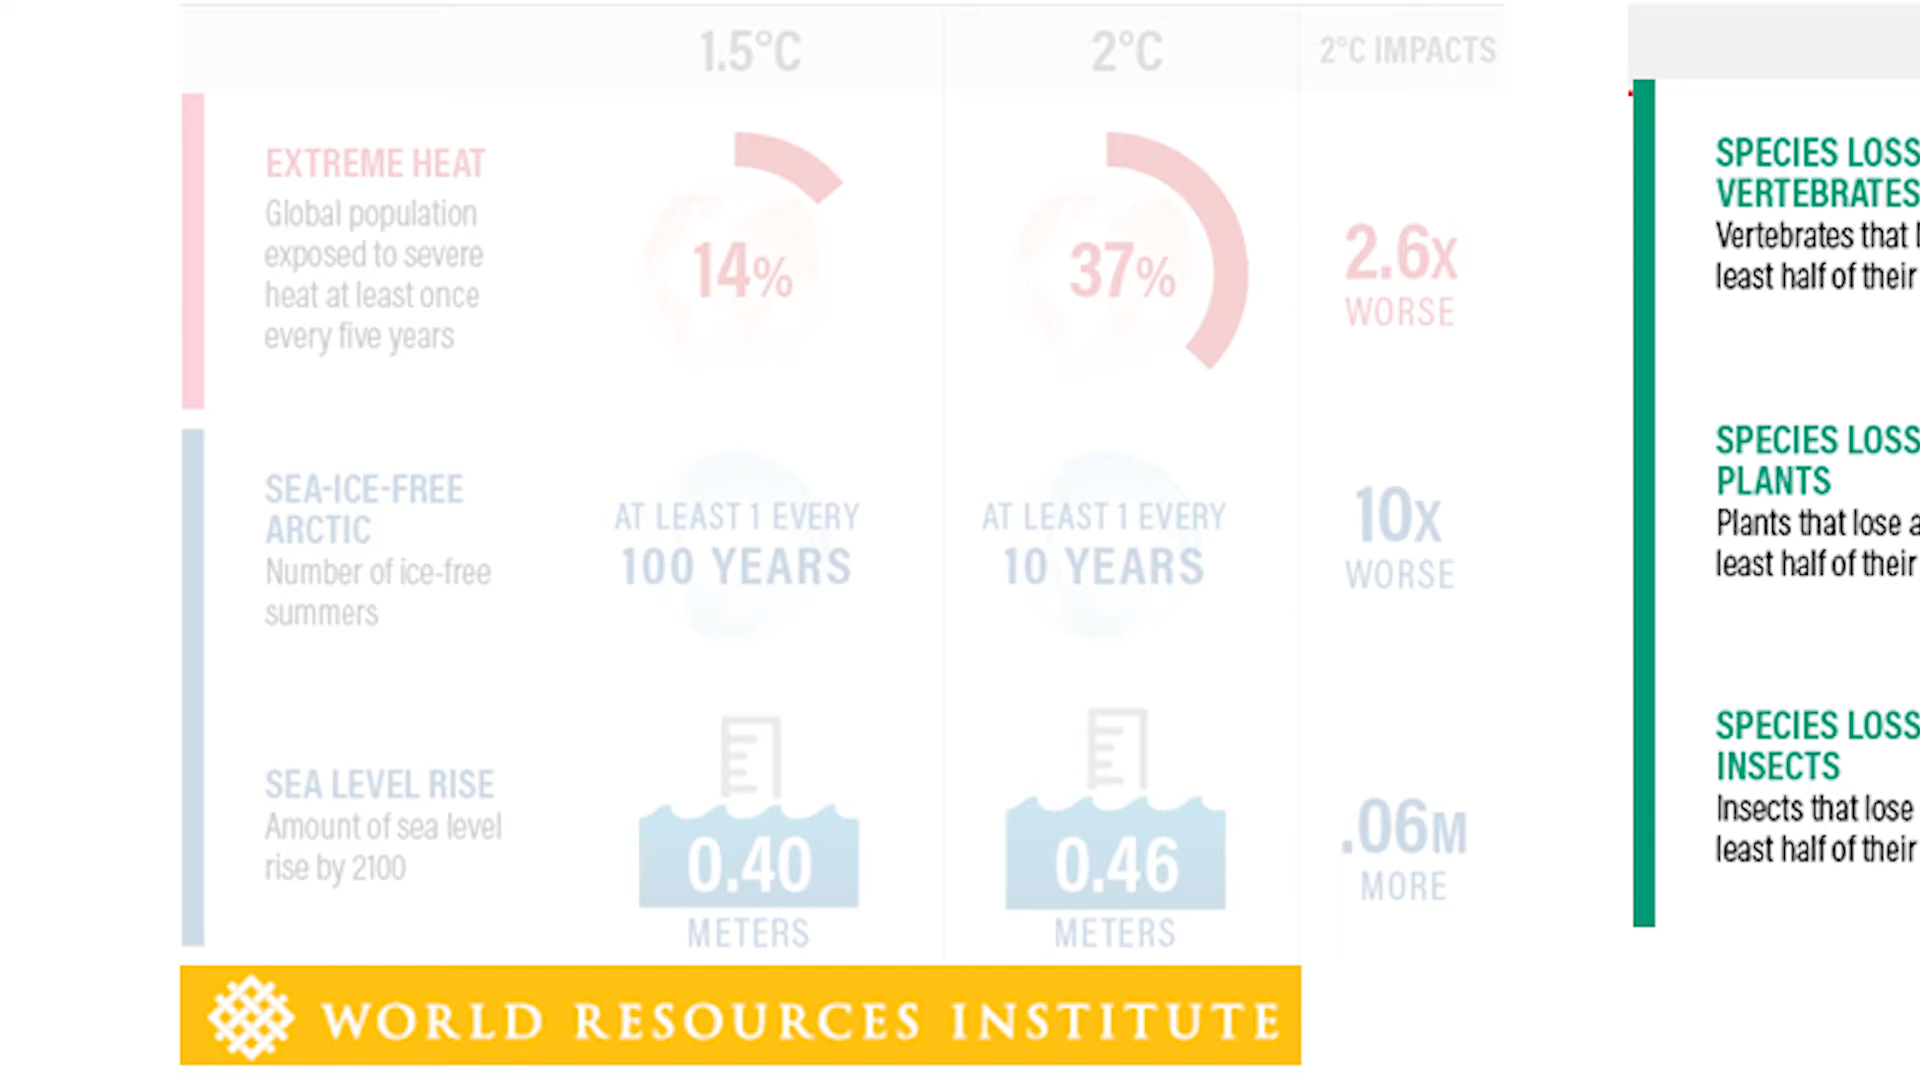 1.5°C
2°C
2°C IMPACTS
EXTREME HEAT
Global population
exposed to severe
heat at least once
every five years
14%
37%
2.6X
WORSE
SEA-ICE-FREE
ARCTIC
Number of ice-free
summers
AT LEAST 1 EVERY
100 YEARS
AT LEAST 1 EVERY
10 YEARS
10X
WORSE
SEA LEVEL RISE
Amount of sea level
rise by 2100
0.40
METERS
0.46
METERS
.06M
MORE
WORLD RESOURCES INSTITUTE
SPECIES LOSS
VERTEBRATES
Vertebrates that
least half of their
SPECIES LOSS
PLANTS
Plants that lose
least half of their
SPECIES LOSS
INSECTS
Insects that lose
least half of their